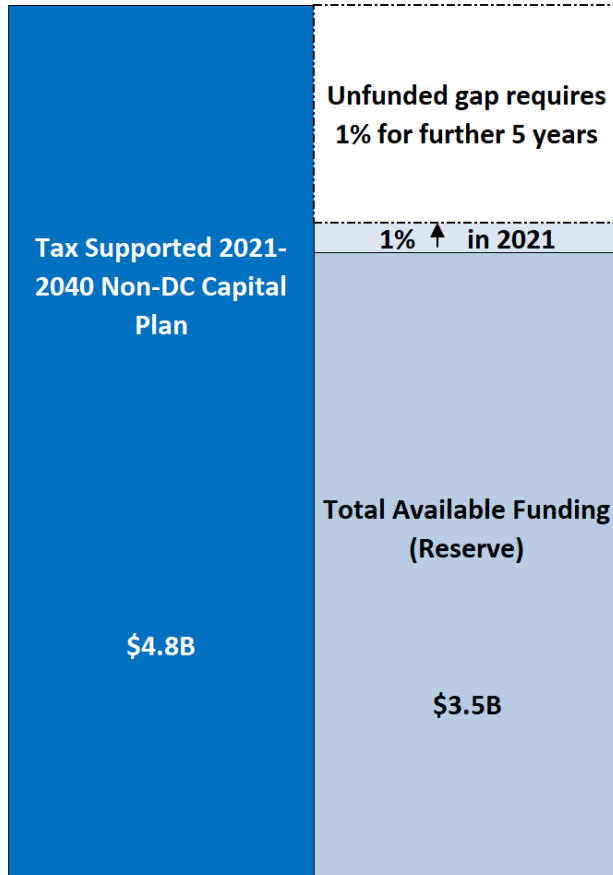 Unfunded gap requires
1% for further 5 years
1% ↑ in 2021
Tax Supported 2021-
2040 Non-DC Capital
Plan
Total Available Funding
(Reserve)
$4.8B
$3.5B